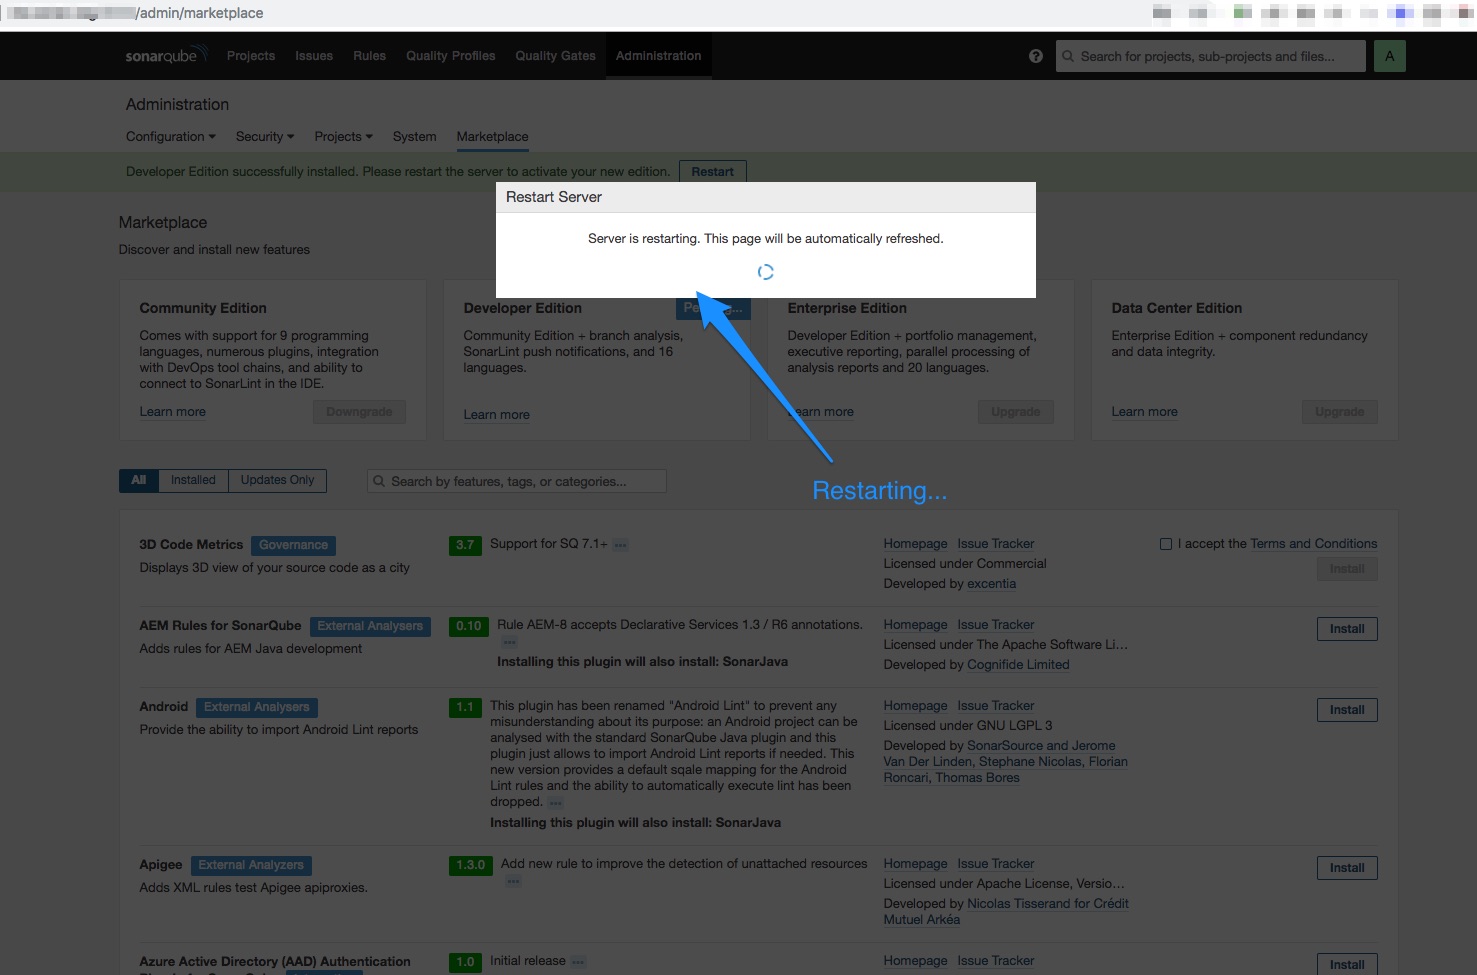 /admin/marketplace
sonarqube Projects Issues Rules Quality Profiles Quality Gates Administration ? Search for projects, sub-projects and files... A
Administration
Configuration Security Projects System Marketplace
Developer Edition successfully installed. Please restart the server to activate your new edition. Restart
Restart Server
Server is restarting. This page will be automatically refreshed.
Marketplace
Discover and install new features
Community Edition
Comes with support for 9 programming
languages, numerous plugins, integration
with DevOps tool chains, and ability to
connect to SonarLint in the IDE.
Learn more Downgrade
Developer Edition
Community Edition + branch analysis,
SonarLint push notifications, and 16
languages.
Learn more
Enterprise Edition
Developer Edition + portfolio management,
executive reporting, parallel processing of
analysis reports and 20 languages.
more Upgrade
Data Center Edition
Enterprise Edition + component redundancy
and data integrity.
Learn more Upgrade
Restarting...
All Installed Updates Only Search by features, tags, or categories...
3D Code Metrics Governance
Displays 3D view of your source code as a city
3.7 Support for SQ 7.1+ ...
Homepage Issue Tracker
Licensed under Commercial
Developed by excentia
I accept the Terms and Conditions
Install
AEM Rules for SonarQube External Analysers
Adds rules for AEM Java development
0.10 Rule AEM-8 accepts Declarative Services 1.3 / R6 annotations.
...
Installing this plugin will also install: SonarJava
Homepage Issue Tracker
Licensed under The Apache Software Li...
Developed by Cognifide Limited
Install
Android External Analysers
Provide the ability to import Android Lint reports
1.1 This plugin has been renamed "Android Lint" to prevent any
misunderstanding about its purpose: an Android project can be
analysed with the standard SonarQube Java plugin and this
plugin just allows to import Android Lint reports if needed. This
new version provides a default sqale mapping for the Android
Lint rules and the ability to automatically execute lint has been
dropped. ...
Installing this plugin will also install: SonarJava
Homepage Issue Tracker
Licensed under GNU LGPL 3
Developed by SonarSource and Jerome
Van Der Linden, Stephane Nicolas, Florian
Roncari, Thomas Bores
Install
Apigee External Analyzers
Adds XML rules test Apigee apiproxies.
1.3.0 Add new rule to improve the detection of unattached resources
...
Homepage Issue Tracker
Licensed under Apache License, Versio...
Developed by Nicolas Tisserand for Crédit
Mutuel Arkéa
Install
Azure Active Directory (AAD) Authentication
1.0 Initial release ...
Homepage Issue Tracker
Install